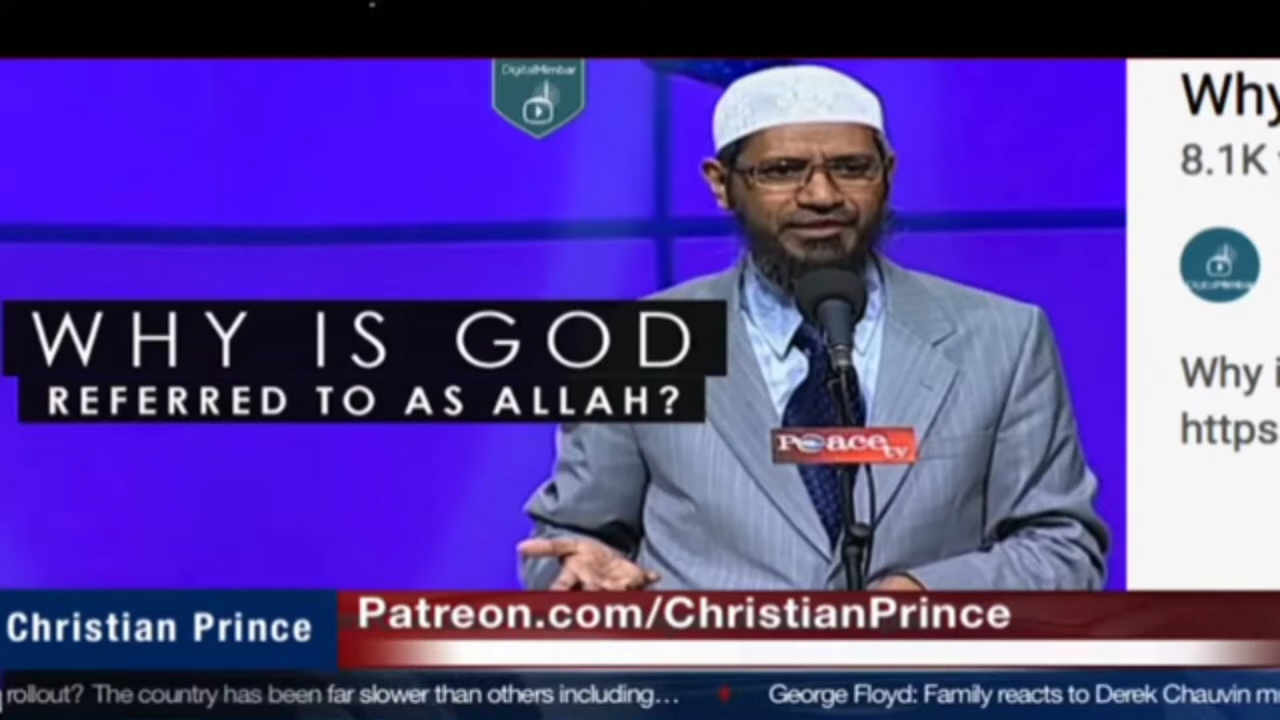 DigitalMimbar
Why
8.1K
WHY IS GOD
REFERRED TO AS ALLAH?
Why i
https
Peace tv
Christian Prince
Patreon.com/ChristianPrince
rollout? The country has been far slower than others including... George Floyd: Family reacts to Derek Chauvin m